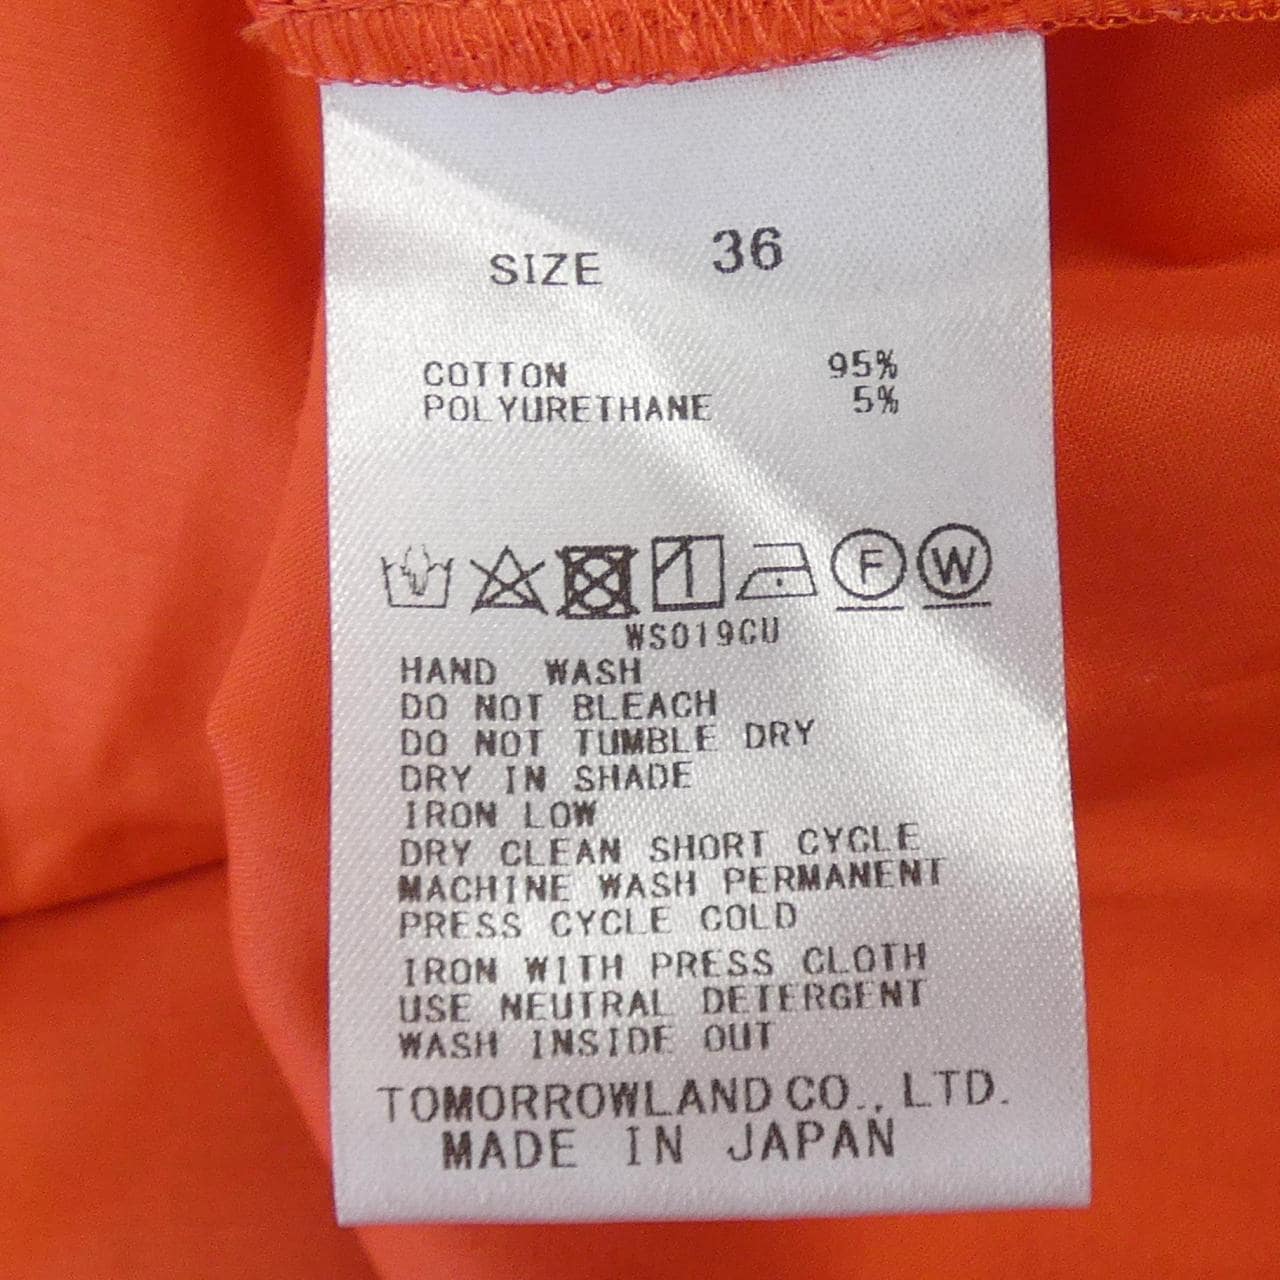 SIZE 36
COTTON 95%
POLYURETHANE 5%
F W
WS019CU
HAND WASH
DO NOT BLEACH
DO NOT TUMBLE DRY
DRY IN SHADE
IRON LOW
DRY CLEAN SHORT CYCLE
MACHINE WASH PERMANENT
PRESS CYCLE COLD
IRON WITH PRESS CLOTH
USE NEUTRAL DETERGENT
WASH INSIDE OUT
TOMORROWLAND CO., LTD.
MADE IN JAPAN